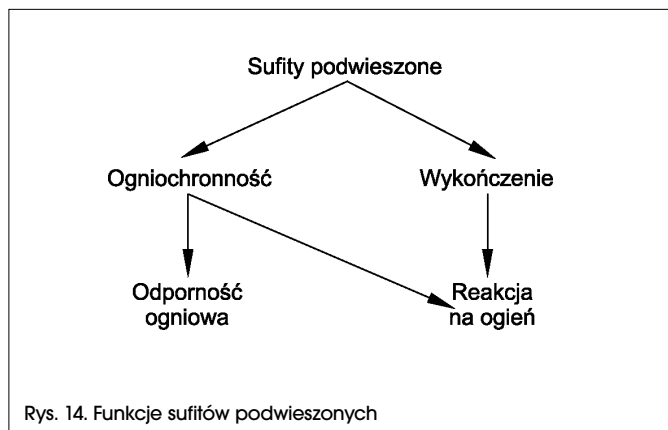 Sufity podwieszone
Ogniochronność
Wykończenie
Odporność
ogniowa
Reakcja
na ogień
Rys. 14. Funkcje sufitów podwieszonych